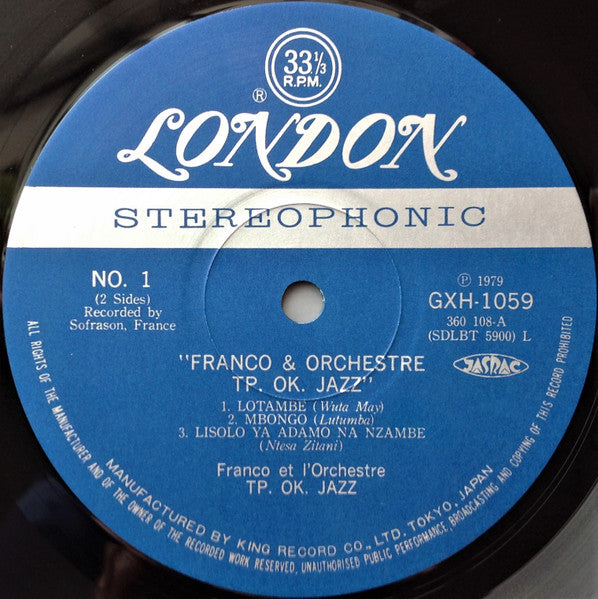 33⅓
R.P.M.
®
LONDON
STEREOPHONIC
NO. 1
(2 Sides)
Recorded by
Sofrason, France
℗ 1979
GXH-1059
360 108-A
(SDLBT 5900) L
JASRAC
"FRANCO & ORCHESTRE
TP. OK. JAZZ"
1. LOTAMBE (Wuta May)
2. MBONGO (Lutumba)
3. LISOLO YA ADAMO NA NZAMBE
(Ntesa Zitani)
Franco et l'Orchestre
TP. OK. JAZZ
MANUFACTURED BY KING RECORD CO., LTD. TOKYO, JAPAN
ALL RIGHTS OF THE MANUFACTURER AND OF THE OWNER OF THE RECORDED WORK RESERVED, UNAUTHORISED PUBLIC PERFORMANCE, BROADCASTING AND COPYING OF THIS RECORD PROHIBITED